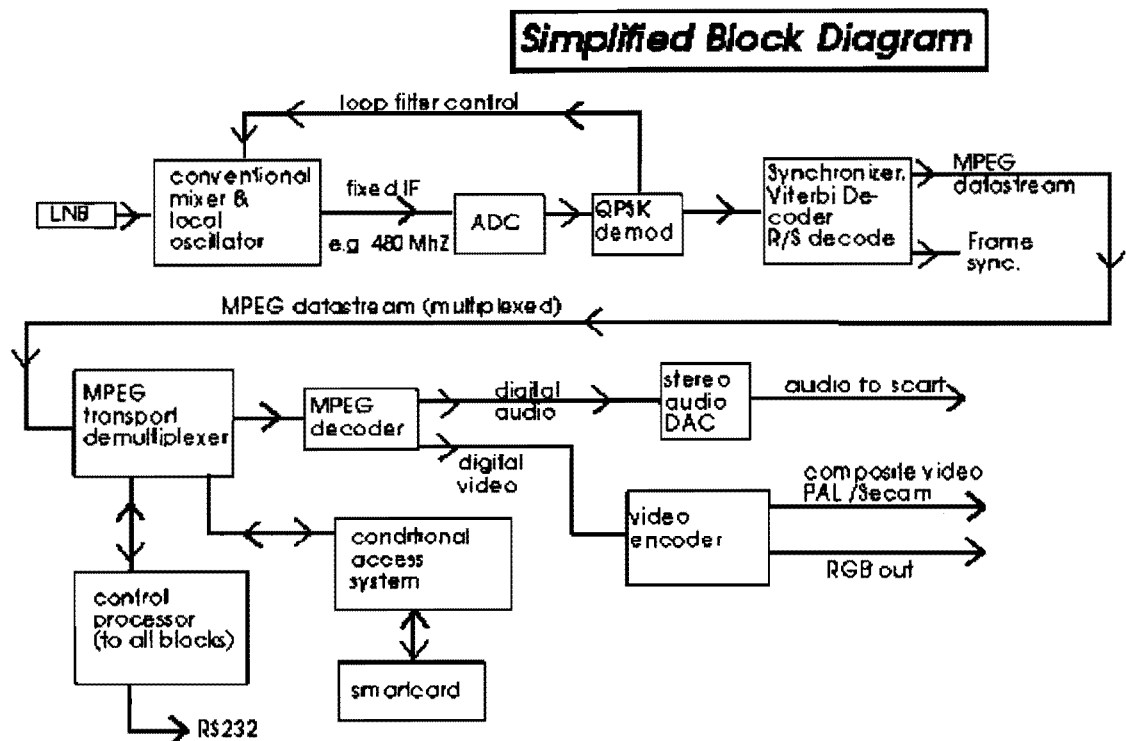 Simplified Block Diagram
loop filter control
LNB
conventional
mixer &
local
oscillator
fixed IF
e.g 480 MhZ
ADC
QPSK
demod
Synchronizer.
Viterbi De-
coder
R/S decode
MPEG
datastream
Frame
sync.
MPEG datastream (multiplexed)
MPEG
transport
demultiplexer
MPEG
decoder
digital
audio
stereo
audio
DAC
audio to scart
digital
video
video
encoder
composite video
PAL /Secam
RGB out
conditional
access
system
control
processor
(to all blocks)
smartcard
RS232